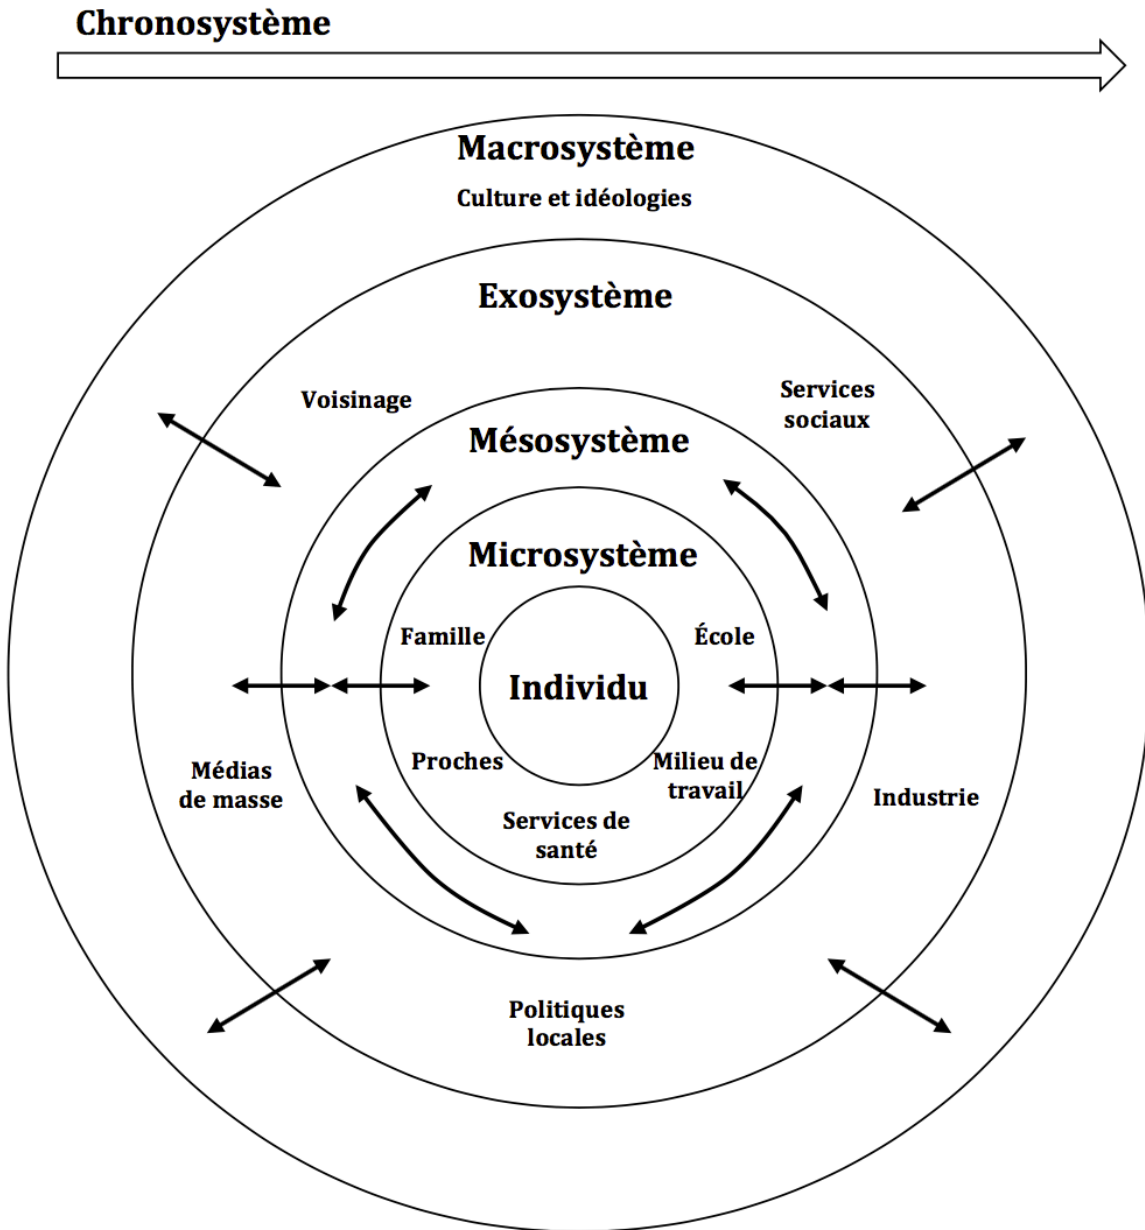 Chronosystème
Macrosystème
Culture et idéologies
Exosystème
Voisinage
Services
sociaux
Mésosystème
Microsystème
Famille
École
Individu
Proches
Milieu de
travail
Services de
santé
Médias
de masse
Industrie
Politiques
locales